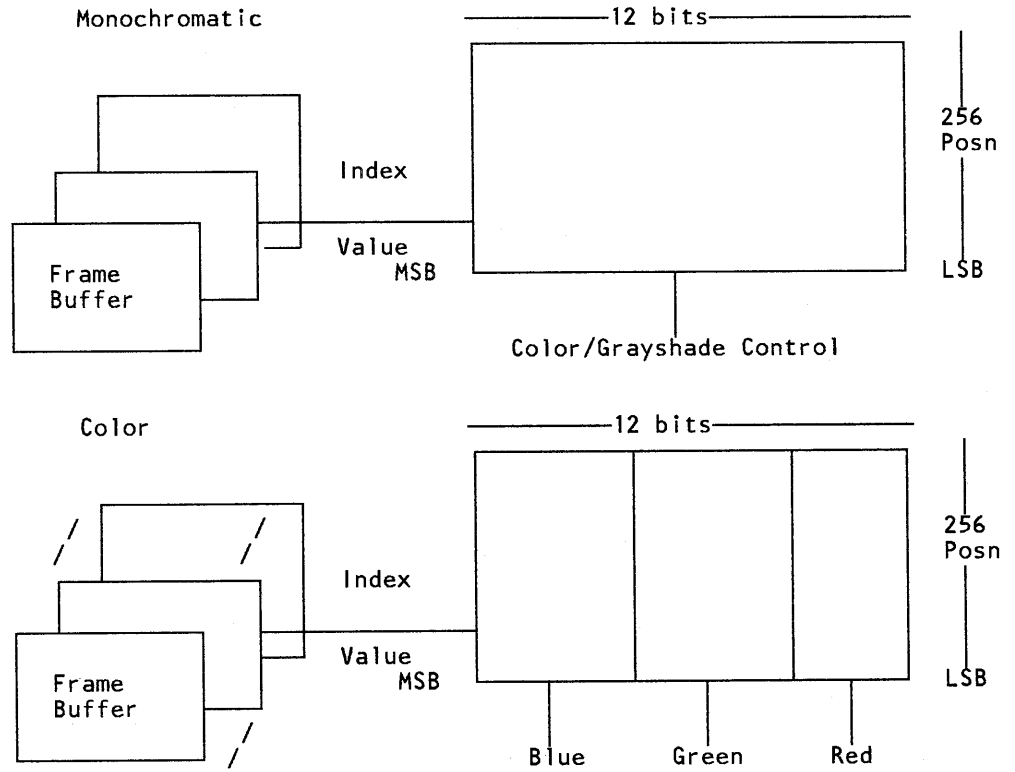 Monochromatic
12 bits
256
Posn
Index
Value
MSB
LSB
Frame
Buffer
Color/Grayshade Control
Color
12 bits
256
Posn
Index
Value
MSB
LSB
Frame
Buffer
Blue
Green
Red